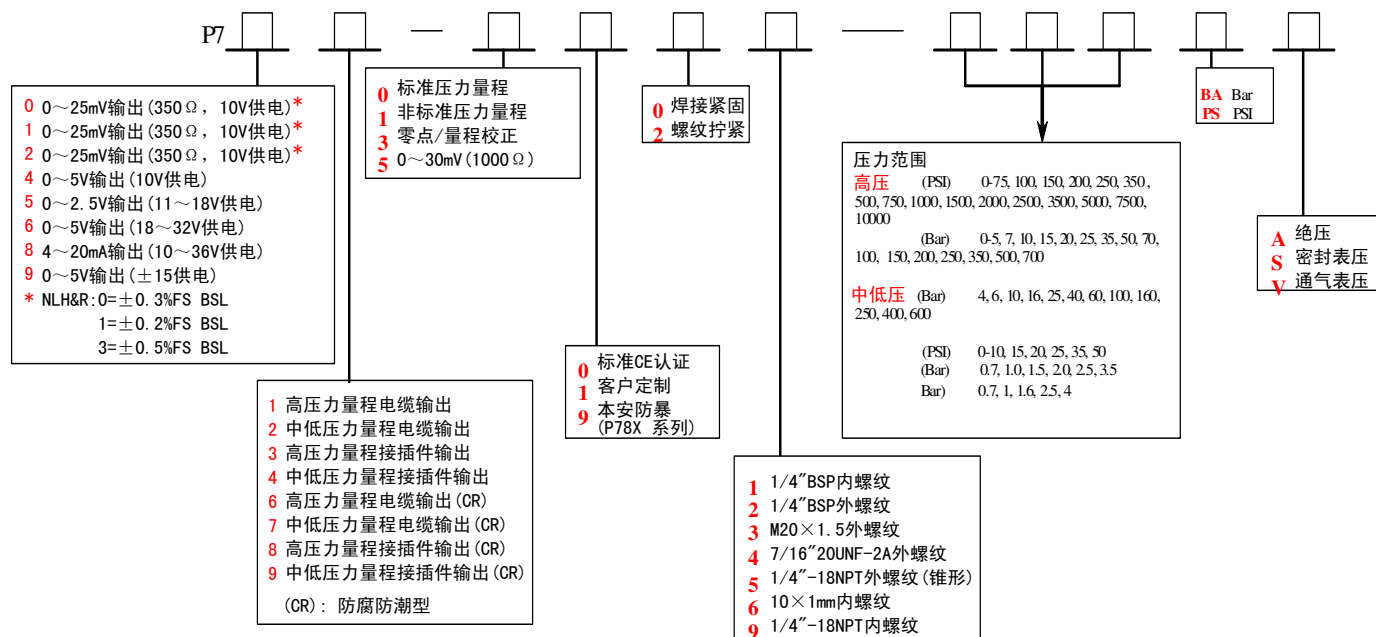 P7 — —
0 0～25mV输出(350Ω，10V供电)*
1 0～25mV输出(350Ω，10V供电)*
2 0～25mV输出(350Ω，10V供电)*
4 0～5V输出(10V供电)
5 0～2.5V输出(11～18V供电)
6 0～5V输出(18～32V供电)
8 4～20mA输出(10～36V供电)
9 0～5V输出(±15供电)
* NLH&R:0=±0.3%FS BSL
1=±0.2%FS BSL
3=±0.5%FS BSL
1 高压力量程电缆输出
2 中低压力量程电缆输出
3 高压力量程接插件输出
4 中低压力量程接插件输出
6 高压力量程电缆输出(CR)
7 中低压力量程电缆输出(CR)
8 高压力量程接插件输出(CR)
9 中低压力量程接插件输出(CR)
(CR): 防腐防潮型
0 标准压力量程
1 非标准压力量程
3 零点/量程校正
5 0～30mV(1000Ω)
0 标准CE认证
1 客户定制
9 本安防暴
(P78X 系列)
0 焊接紧固
2 螺纹拧紧
1 1/4"BSP内螺纹
2 1/4"BSP外螺纹
3 M20×1.5外螺纹
4 7/16"20UNF-2A外螺纹
5 1/4"-18NPT外螺纹(锥形)
6 10×1mm内螺纹
9 1/4"-18NPT内螺纹
压力范围
高压 (PSI) 0-75, 100, 150, 200, 250, 350,
500, 750, 1000, 1500, 2000, 2500, 3500, 5000, 7500,
10000
(Bar) 0-5, 7, 10, 15, 20, 25, 35, 50, 70,
100, 150, 200, 250, 350, 500, 700
中低压 (Bar) 4, 6, 10, 16, 25, 40, 60, 100, 160,
250, 400, 600
(PSI) 0-10, 15, 20, 25, 35, 50
(Bar) 0.7, 1.0, 1.5, 2.0, 2.5, 3.5
Bar) 0.7, 1, 1.6, 2.5, 4
BA Bar
PS PSI
A 绝压
S 密封表压
V 通气表压